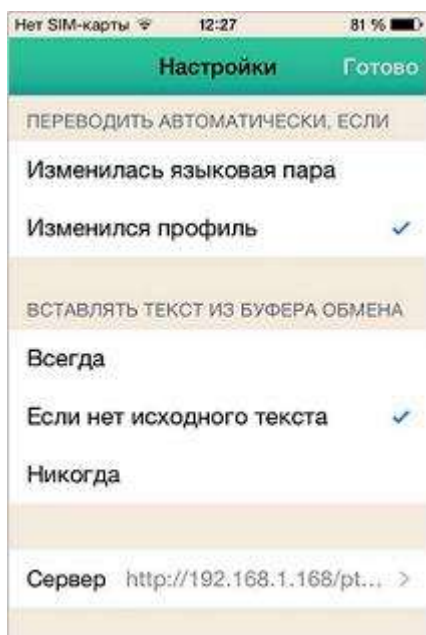 Нет SIM-карты 12:27 81 %
Настройки Готово
ПЕРЕВОДИТЬ АВТОМАТИЧЕСКИ, ЕСЛИ
Изменилась языковая пара
Изменился профиль
ВСТАВЛЯТЬ ТЕКСТ ИЗ БУФЕРА ОБМЕНА
Всегда
Если нет исходного текста
Никогда
Сервер http://192.168.1.168/pt... >